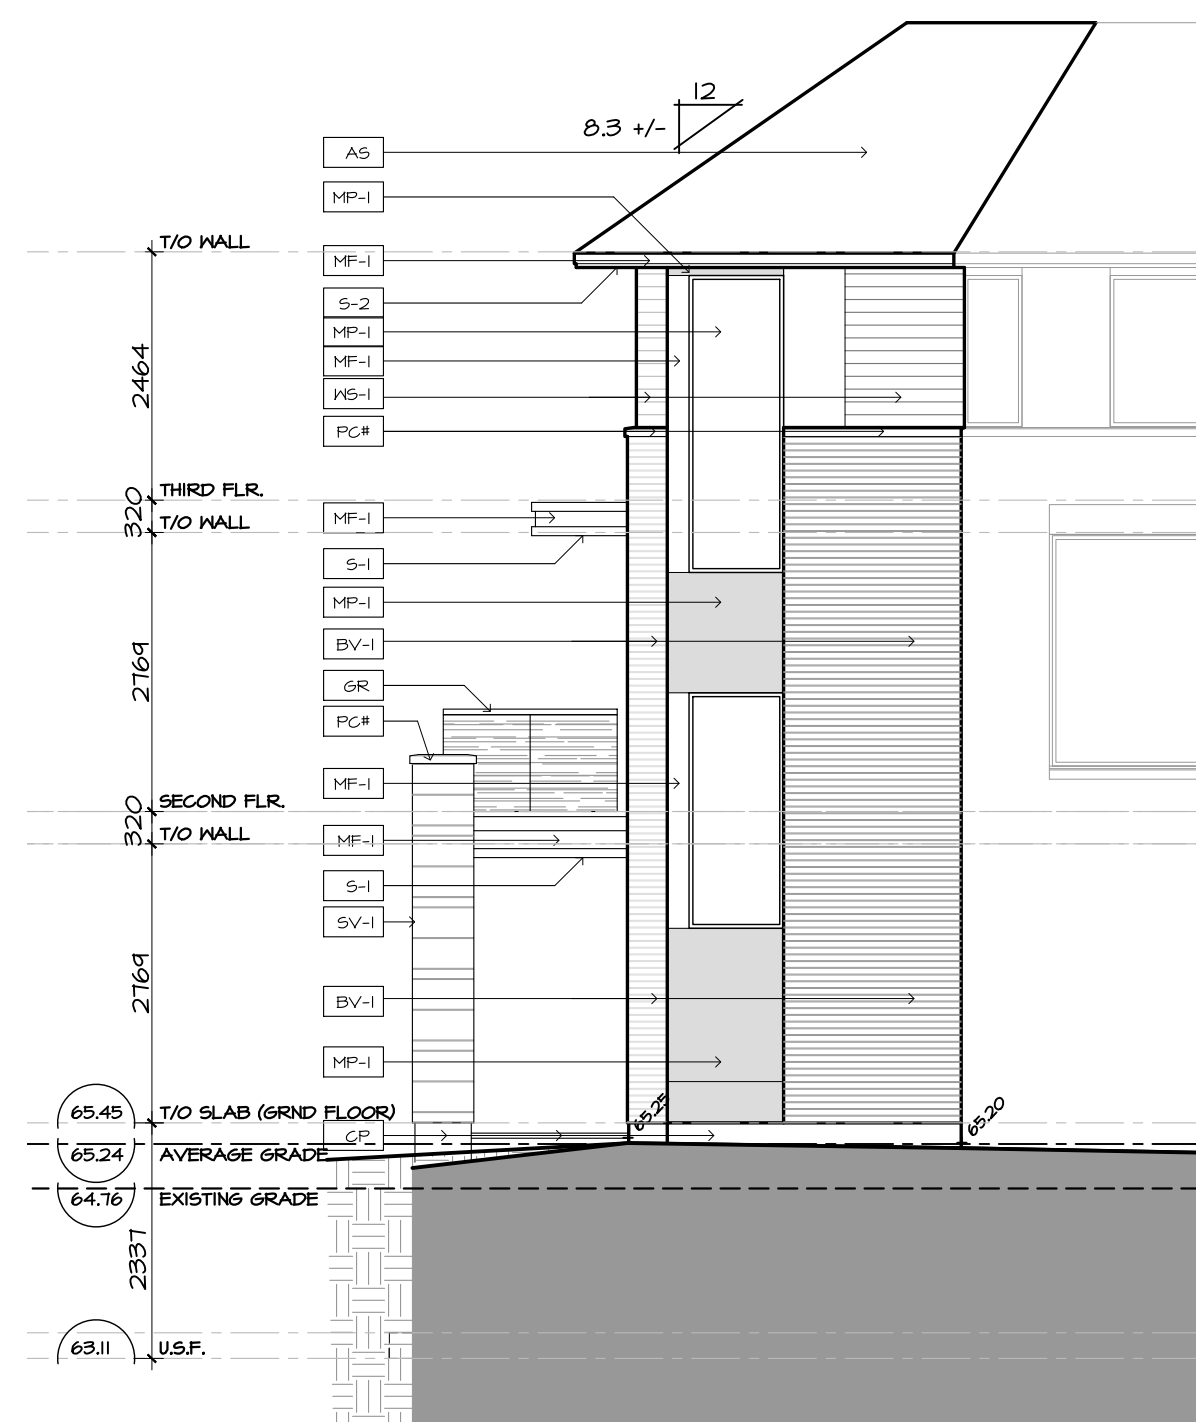 12
8.3 +/-
AS
MP-1
T/O WALL
MF-1
S-2
MP-1
MF-1
WS-1
PC#
2464
THIRD FLR.
320
T/O WALL
MF-1
S-1
MP-1
BV-1
2769
GR
PC#
MF-1
SECOND FLR.
320
T/O WALL
MF-1
S-1
SV-1
2769
BV-1
MP-1
65.45
T/O SLAB (GRND FLOOR)
65.25
65.20
CP
65.24
AVERAGE GRADE
64.76
EXISTING GRADE
2337
63.11
U.S.F.